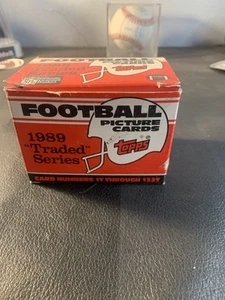 FOOTBALL
PICTURE
CARDS
1989
"Traded"
Series
TOPPS
CARD NUMBERS 1T THROUGH 132T